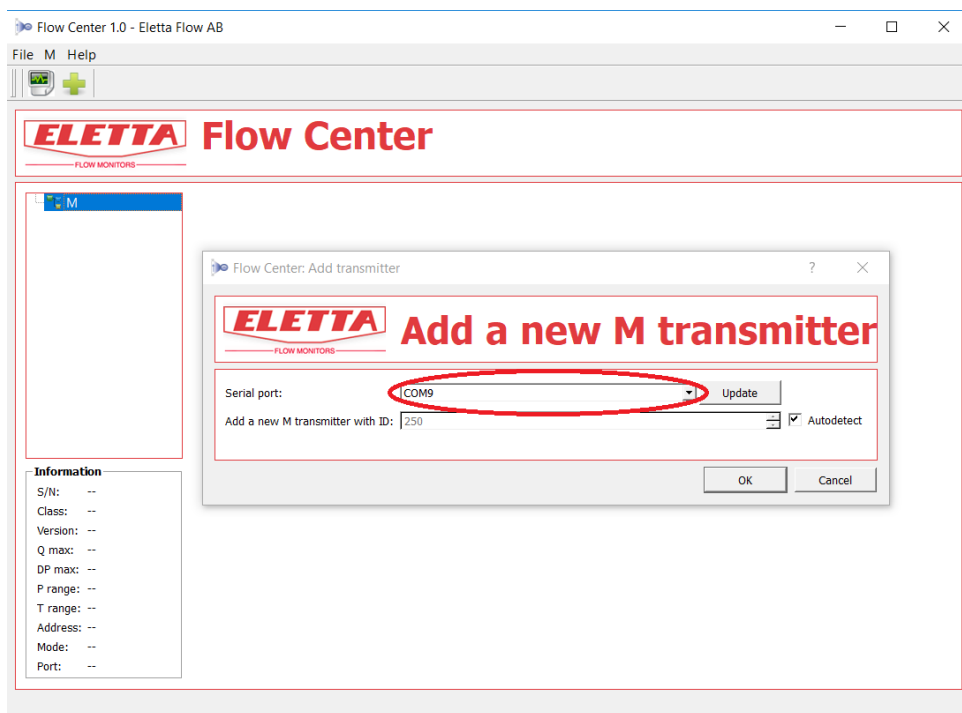 Flow Center 1.0 - Eletta Flow AB
File M Help
ELETTA
FLOW MONITORS
Flow Center
M
Flow Center: Add transmitter
ELETTA
FLOW MONITORS
Add a new M transmitter
Serial port: COM9 Update
Add a new M transmitter with ID: 250 Autodetect
OK Cancel
Information
S/N: --
Class: --
Version: --
Q max: --
DP max: --
P range: --
T range: --
Address: --
Mode: --
Port: --